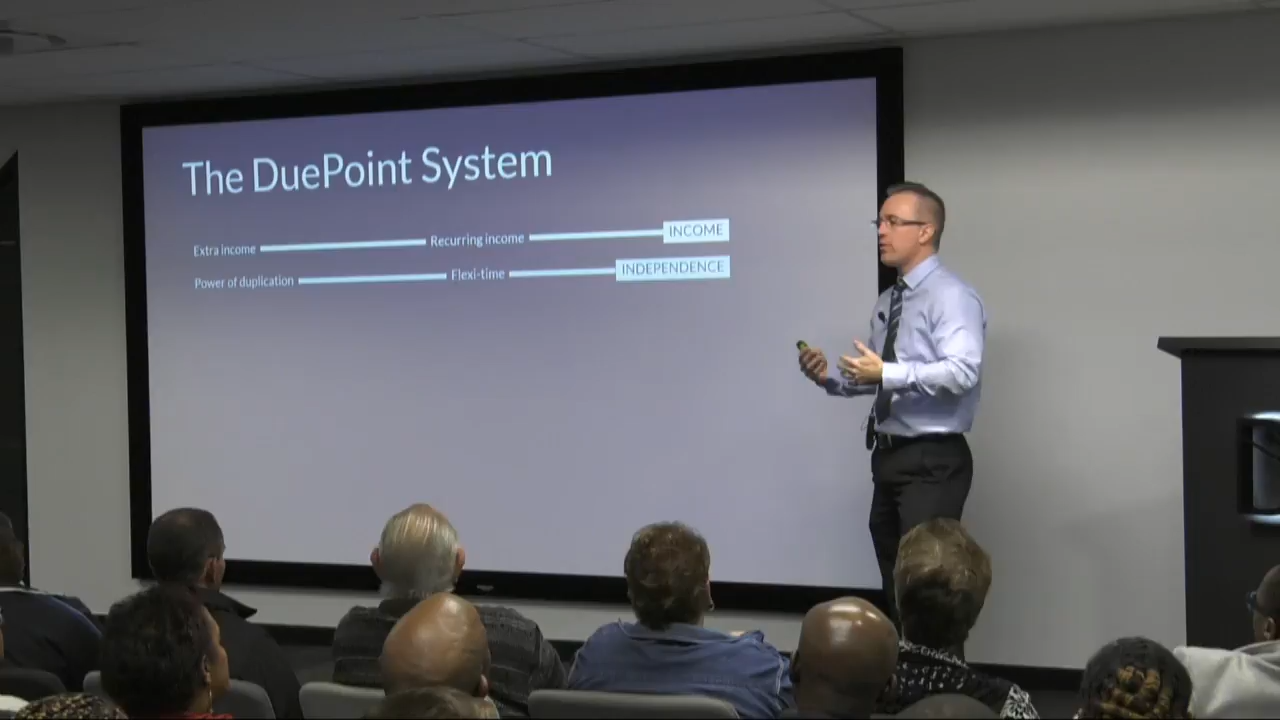 The DuePoint System
Extra income Recurring income INCOME
Power of duplication Flexi-time INDEPENDENCE